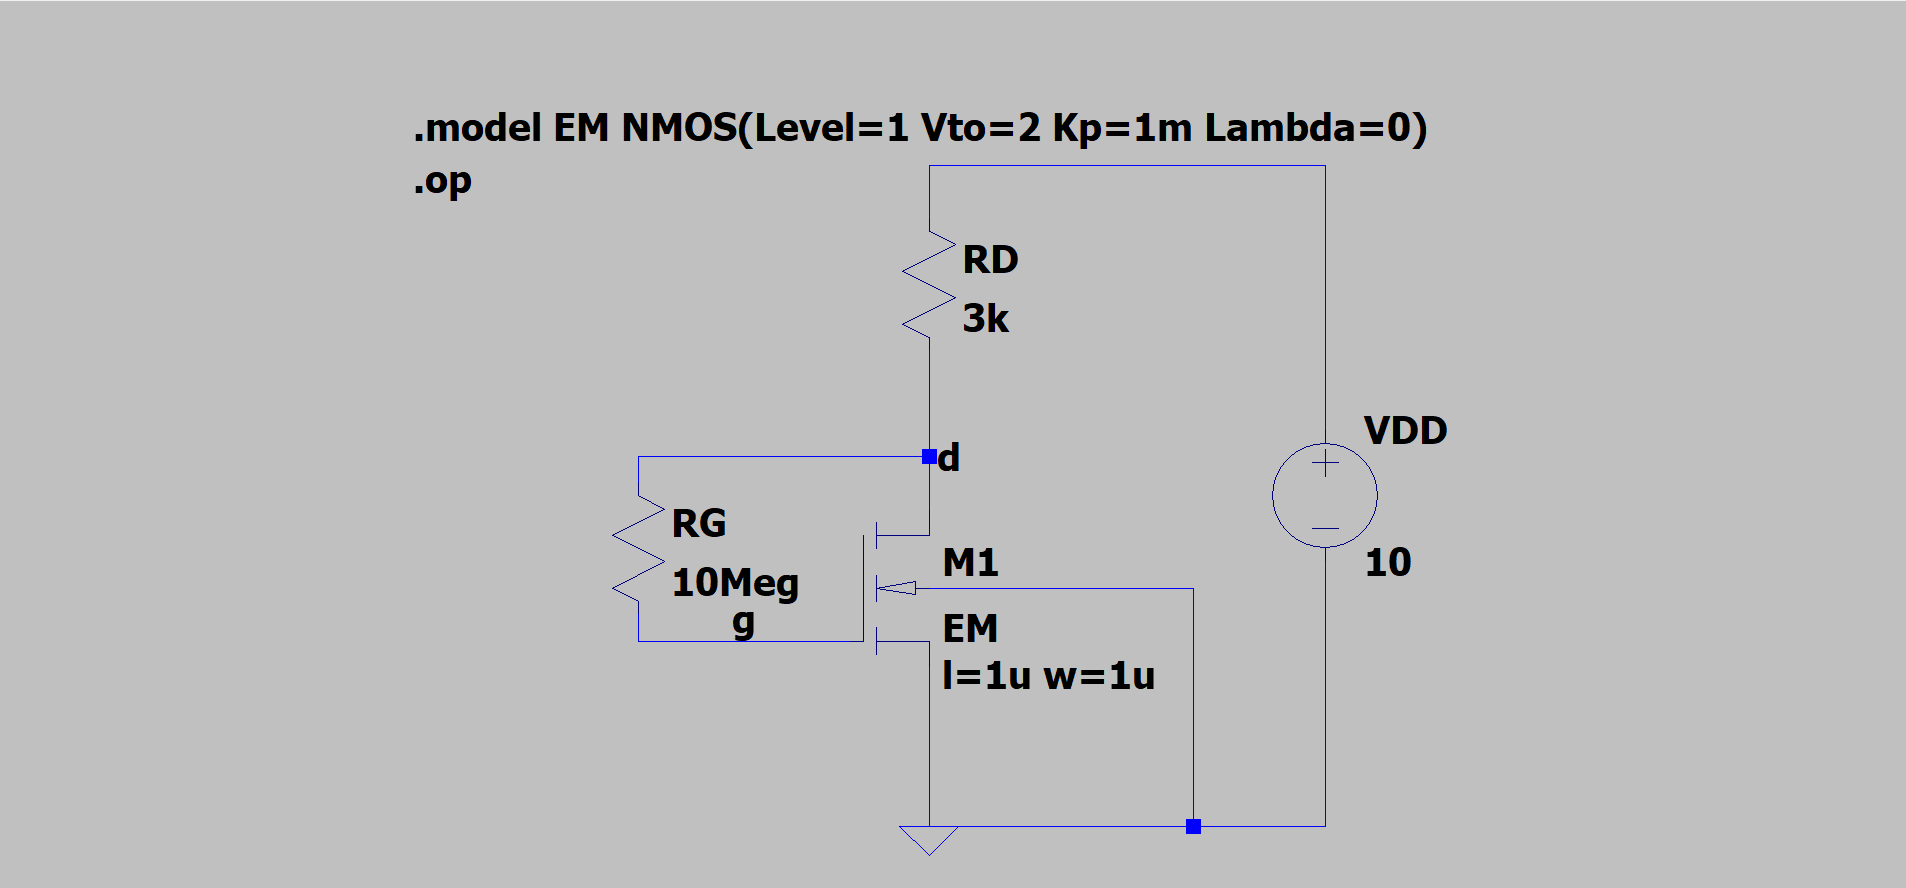 .model EM NMOS(Level=1 Vto=2 Kp=1m Lambda=0)
.op
RD
3k
VDD
10
d
RG
10Meg
g
M1
EM
l=1u w=1u